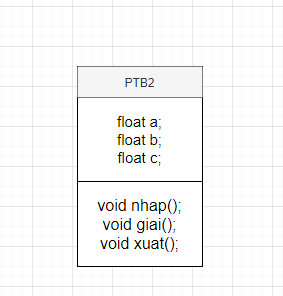 PTB2
float a;
float b;
float c;
void nhap();
void giai();
void xuat();